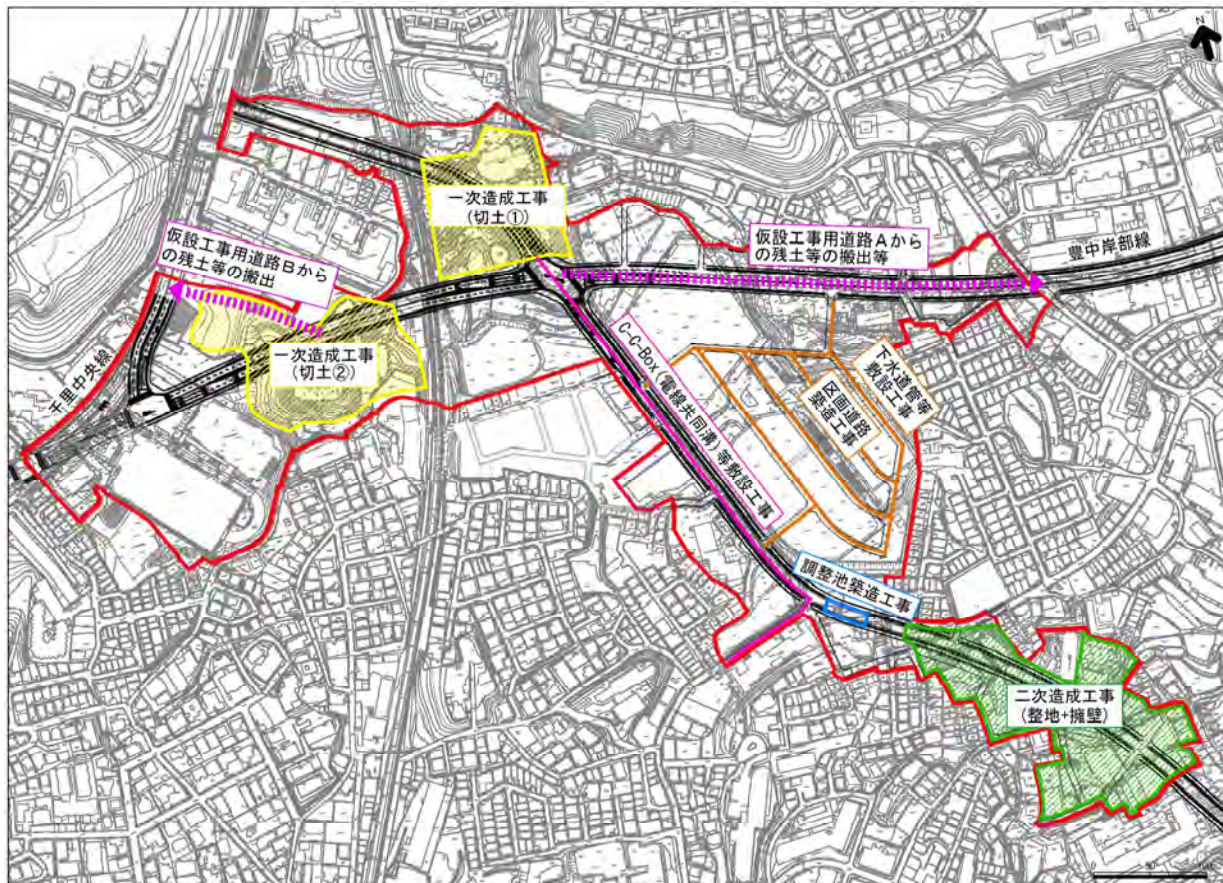 一次造成工事
(切土①)
仮設工事用道路Bから
の残土等の搬出
仮設工事用道路Aから
の残土等の搬出等
豊中岸部線
一次造成工事
(切土②)
千里中央線
C-C-Box(電線共同溝)等敷設工事
下水道管等
敷設工事
区画道路
築造工事
調整池築造工事
二次造成工事
(整地+擁壁)